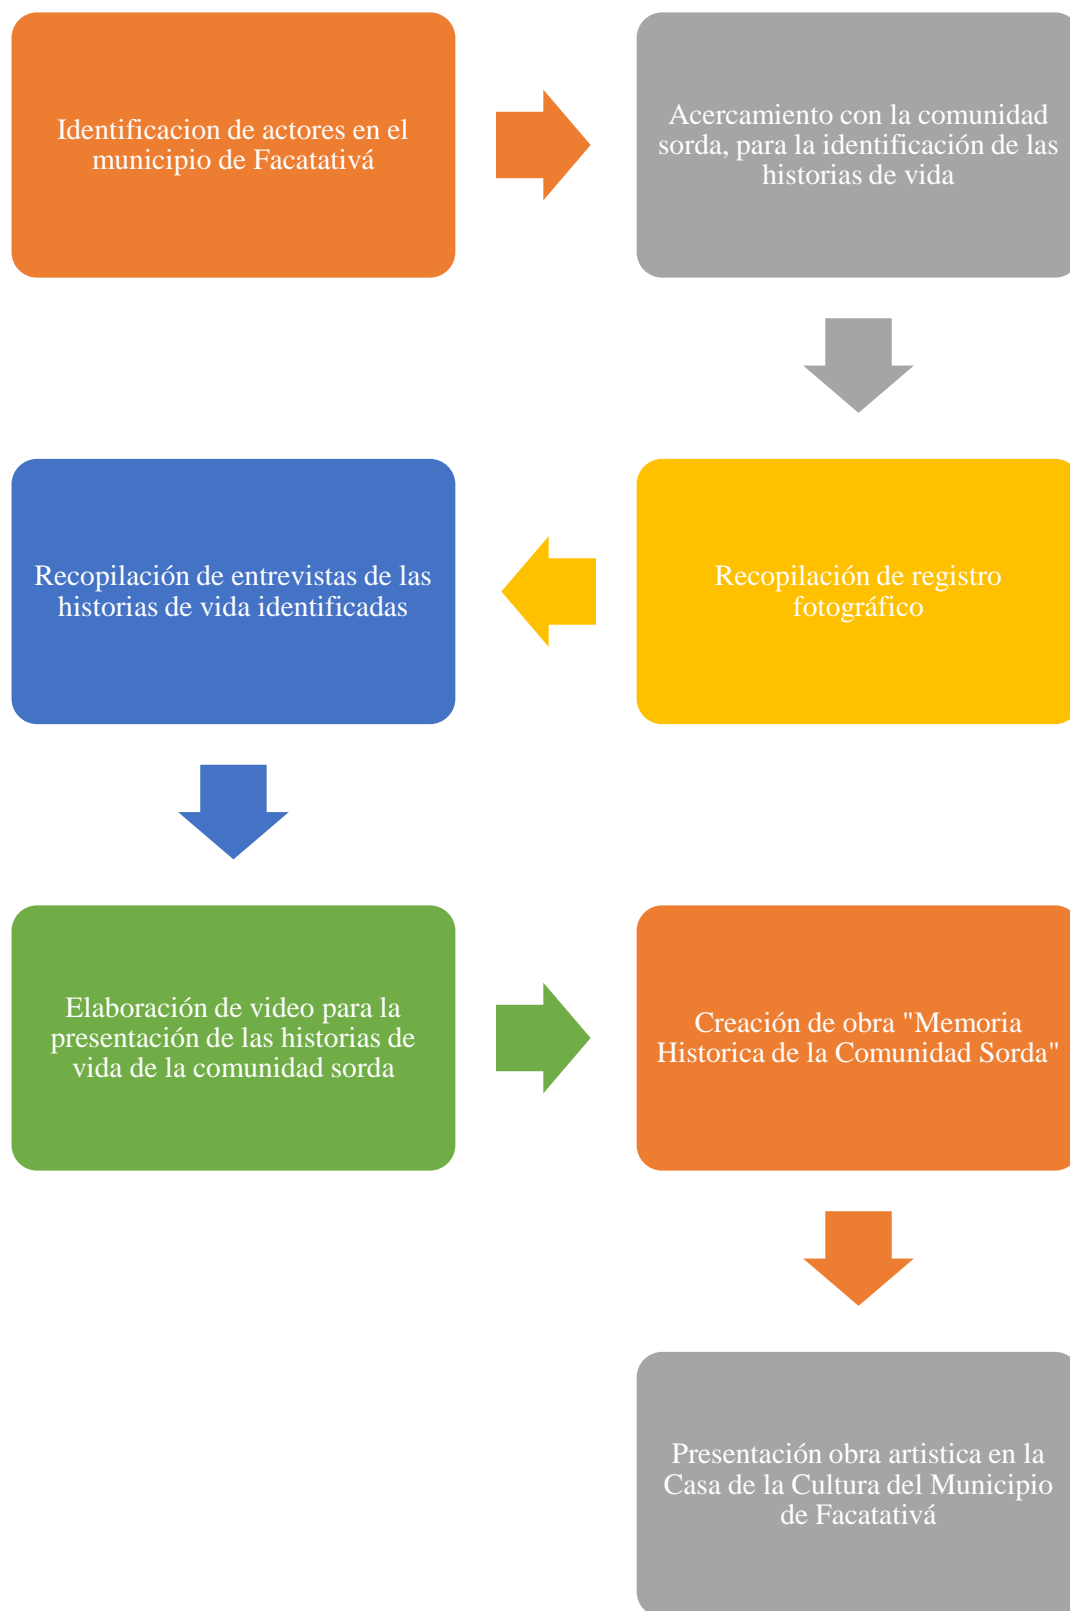 Identificacion de actores en el
municipio de Facatativá
Acercamiento con la comunidad
sorda, para la identificación de las
historias de vida
Recopilación de registro
fotográfico
Recopilación de entrevistas de las
historias de vida identificadas
Elaboración de video para la
presentación de las historias de
vida de la comunidad sorda
Creación de obra "Memoria
Historica de la Comunidad Sorda"
Presentación obra artistica en la
Casa de la Cultura del Municipio
de Facatativá